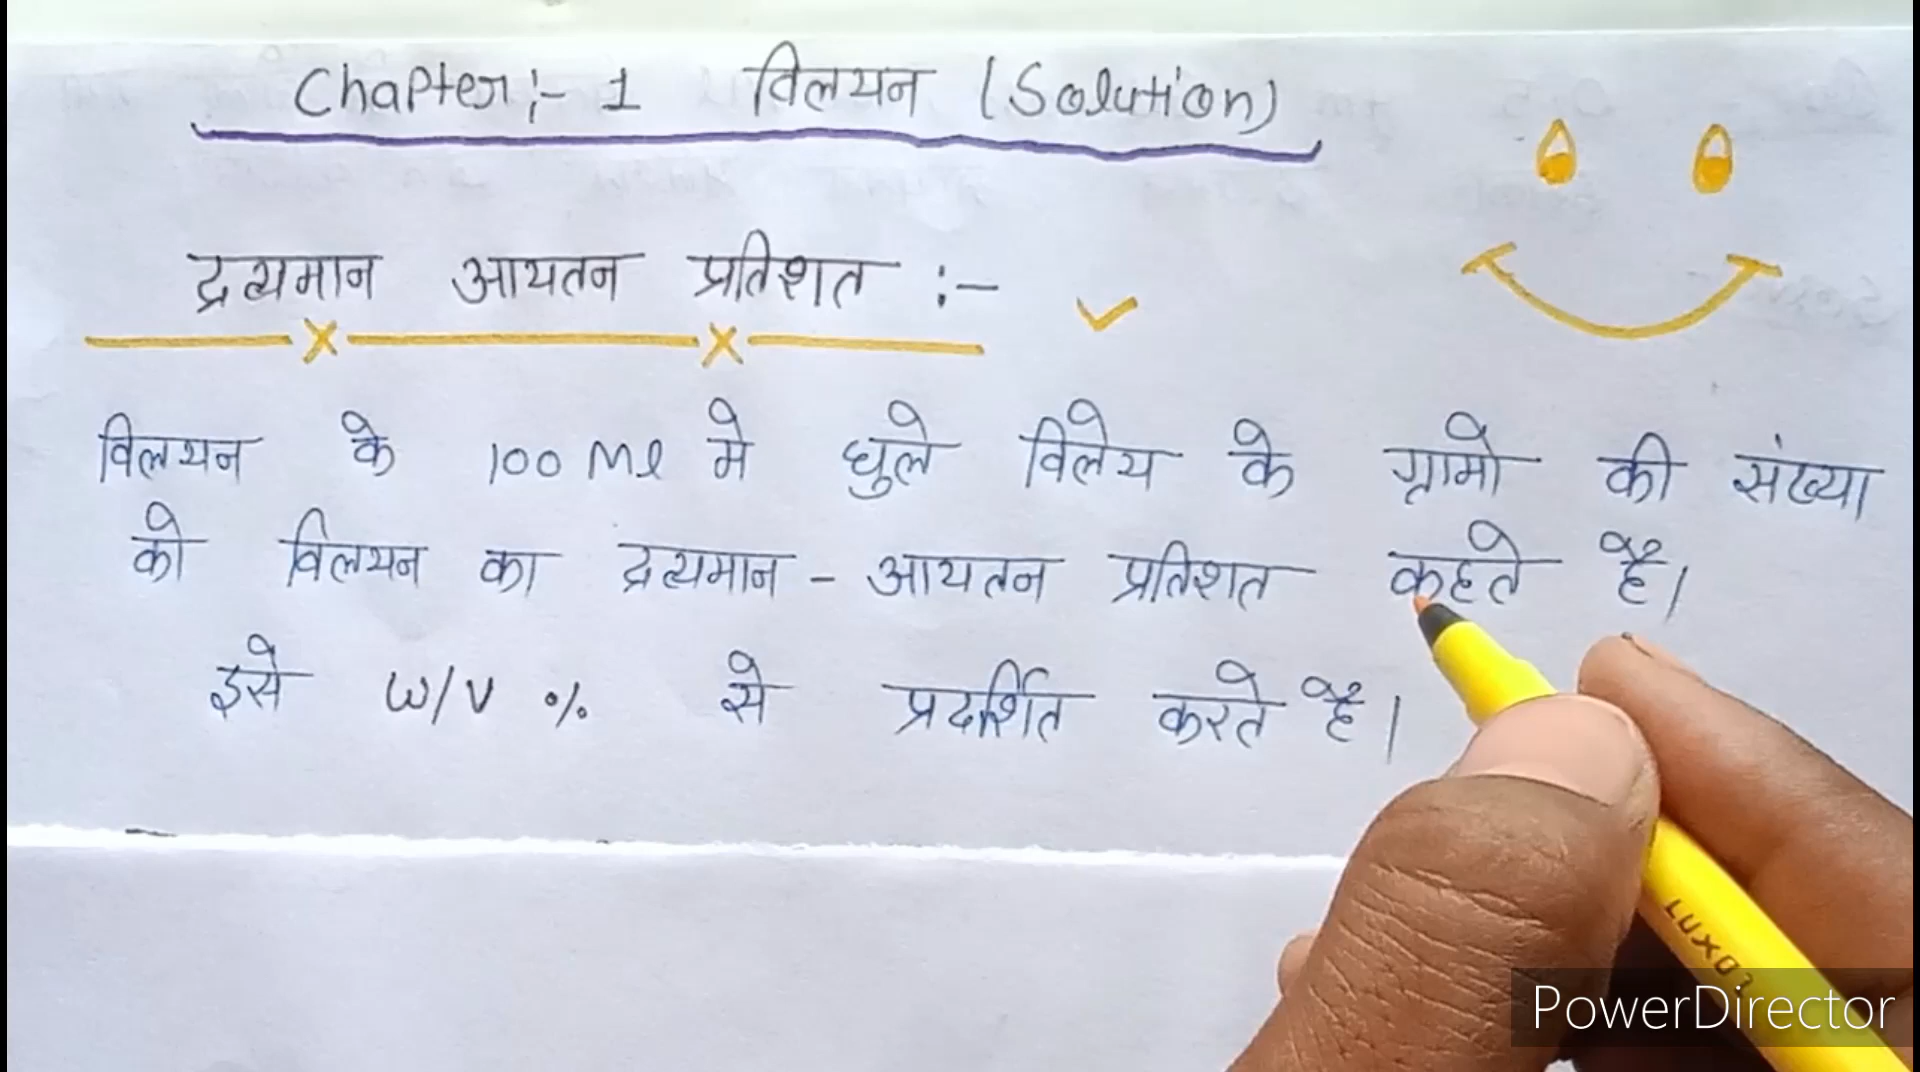 Chapter:- 1 विलयन (Solution)
द्रव्यमान आयतन प्रतिशत :-
विलयन के 100 Ml मे घुले विलेय के ग्रामो की संख्या
को विलयन का द्रव्यमान - आयतन प्रतिशत कहते है।
इसे W/V % से प्रदर्शित करते है।
LUXOR
PowerDirector